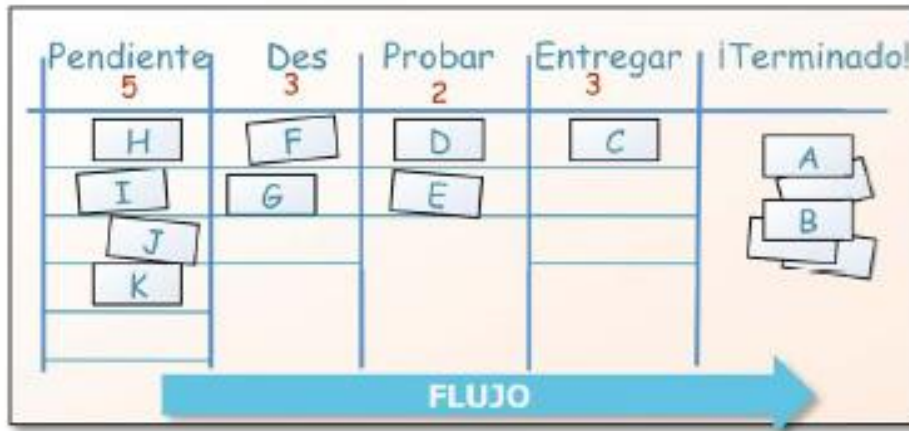 Pendiente Des Probar Entregar ¡Terminado!
5 3 2 3
H F D C A
I G E B
J
K
FLUJO